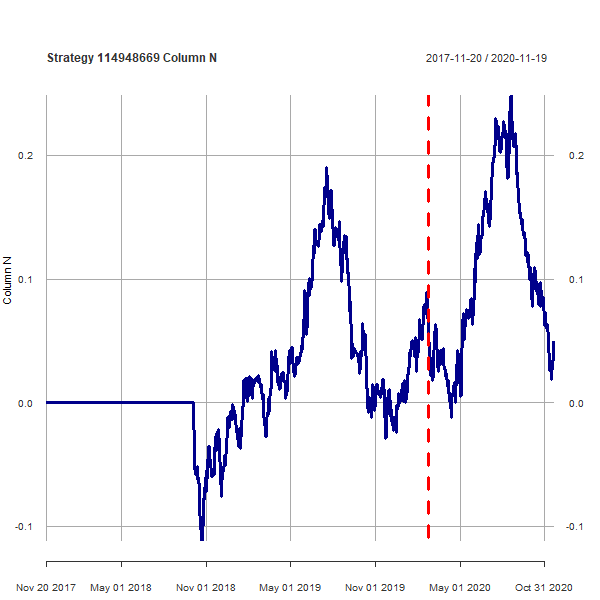 Strategy 114948669 Column N
2017-11-20 / 2020-11-19
0.2
0.2
Column N
0.1
0.1
0.0
0.0
-0.1
-0.1
Nov 20 2017
May 01 2018
Nov 01 2018
May 01 2019
Nov 01 2019
May 01 2020
Oct 31 2020